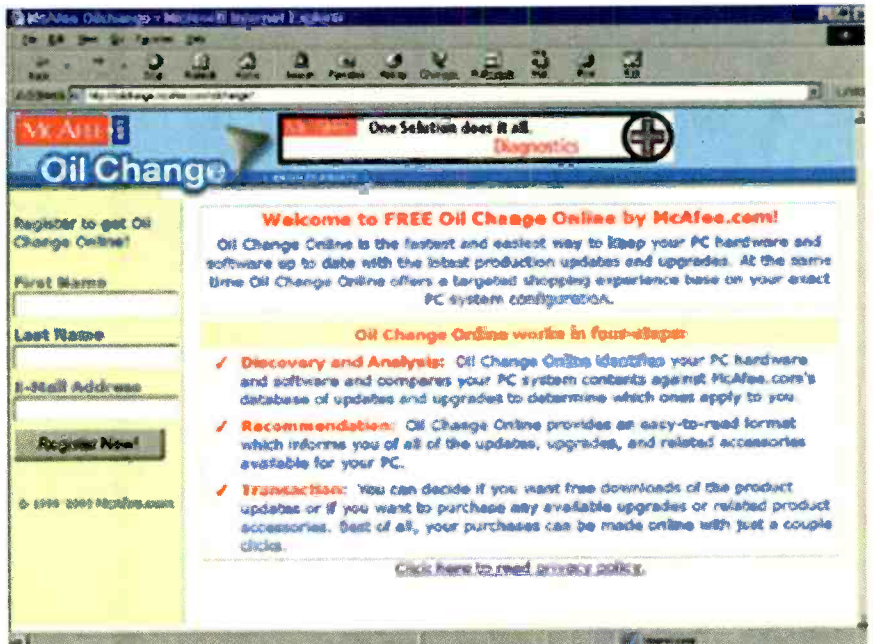 McAfee Oilchange - Microsoft Internet Explorer
Address
McAfee
One Solution does it all.
Diagnostics
Oil Change
Register to get Oil
Change Online!
First Name
Last Name
E-Mail Address
Register Now!
© 1999-2000 McAfee.com
Welcome to FREE Oil Change Online by McAfee.com!
Oil Change Online is the fastest and easiest way to keep your PC hardware and
software up to date with the latest production updates and upgrades. At the same
time Oil Change Online offers a targeted shopping experience base on your exact
PC system configuration.
Oil Change Online works in four-steps:
✓ Discovery and Analysis: Oil Change Online identifies your PC hardware
and software and compares your PC system contents against McAfee.com's
database of updates and upgrades to determine which ones apply to you.
✓ Recommendation: Oil Change Online provides an easy-to-read format
which informs you of all of the updates, upgrades, and related accessories
available for your PC.
✓ Transaction: You can decide if you want free downloads of the product
updates or if you want to purchase any available upgrades or related product
accessories. Best of all, your purchases can be made online with just a couple
clicks.
Click here to read privacy policy.